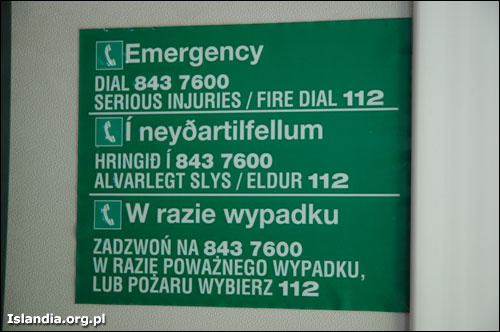 Emergency
DIAL 843 7600
SERIOUS INJURIES / FIRE DIAL 112
Í neyðartilfellum
HRINGIÐ Í 843 7600
ALVARLEGT SLYS / ELDUR 112
W razie wypadku
ZADZWOŃ NA 843 7600
W RAZIĘ POWAŻNEGO WYPADKU,
LUB POŻARU WYBIERZ 112
Islandia.org.pl